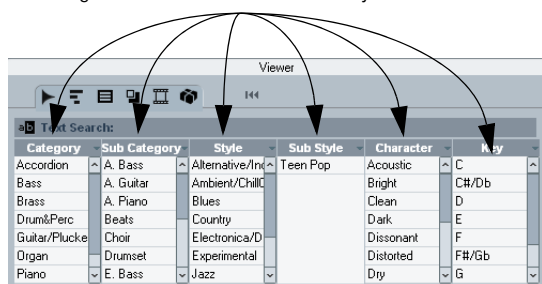 Viewer
Text Search:
Category Sub Category Style Sub Style Character Key
Accordion A. Bass Alternative/Ind Teen Pop Acoustic C
Bass A. Guitar Ambient/ChillO Bright C#/Db
Brass A. Piano Blues Clean D
Drum&Perc Beats Country Dark E
Guitar/Plucke Choir Electronica/D Dissonant F
Organ Drumset Experimental Distorted F#/Gb
Piano E. Bass Jazz Dry G